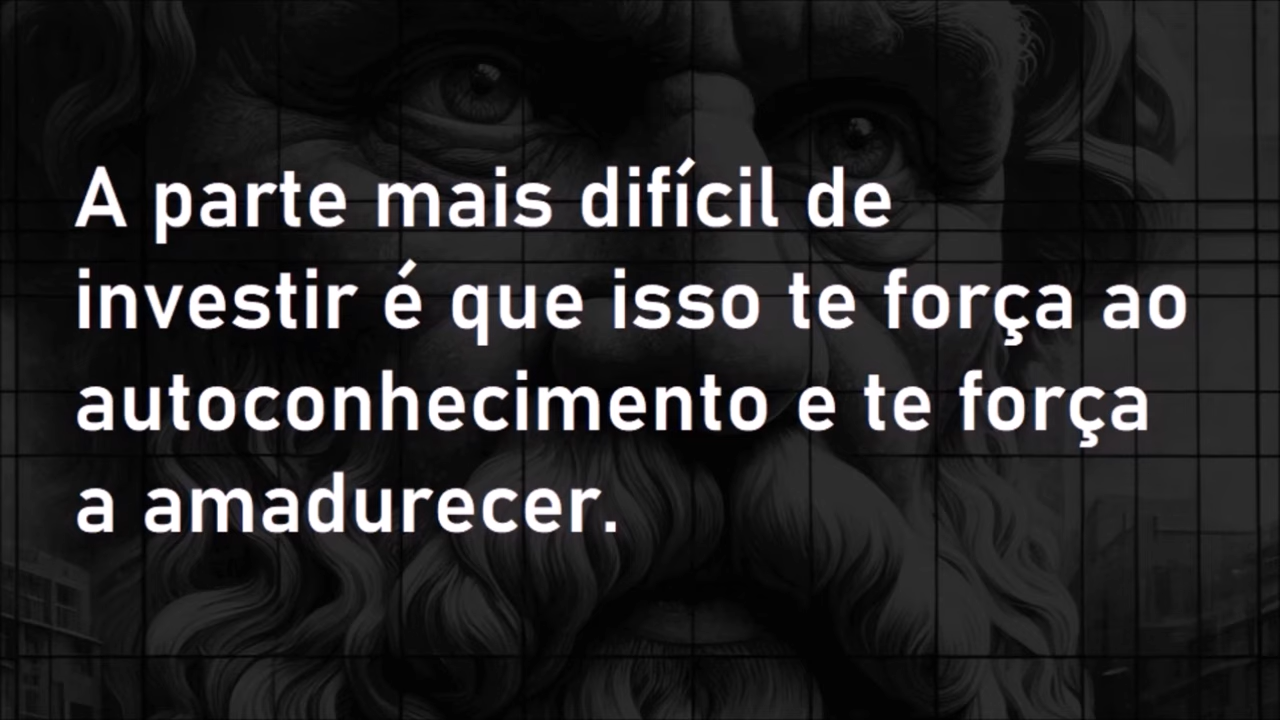 A parte mais difícil de
investir é que isso te força ao
autoconhecimento e te força
a amadurecer.